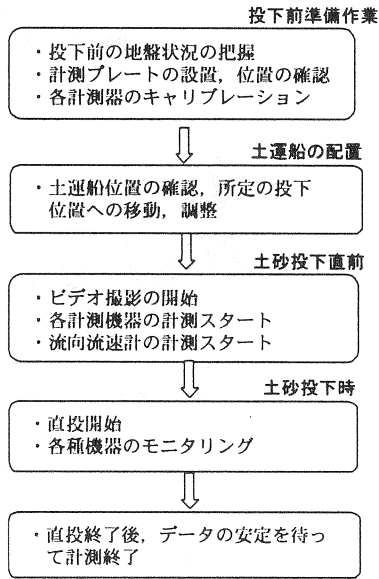 投下前準備作業
・投下前の地盤状況の把握
・計測プレートの設置，位置の確認
・各計測器のキャリブレーション
土運船の配置
・土運船位置の確認，所定の投下
位置への移動，調整
土砂投下直前
・ビデオ撮影の開始
・各計測機器の計測スタート
・流向流速計の計測スタート
土砂投下時
・直投開始
・各種機器のモニタリング
・直投終了後，データの安定を待っ
て計測終了